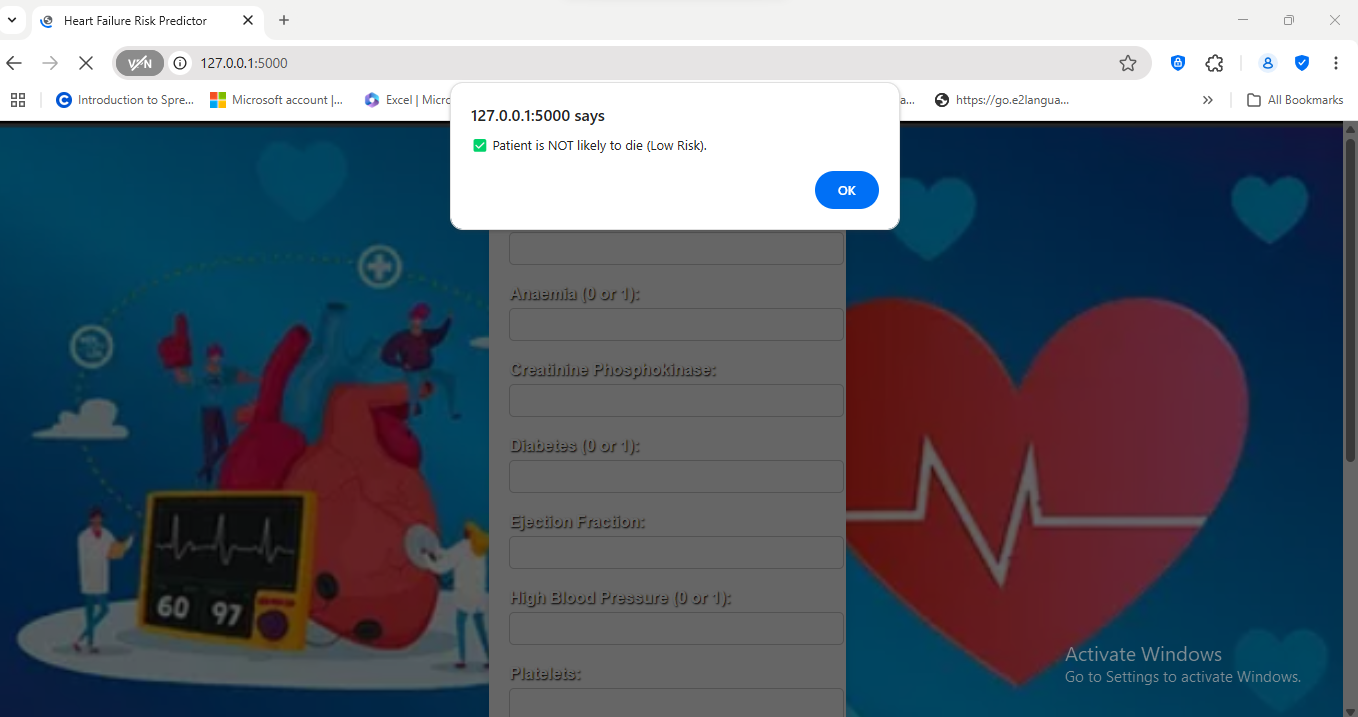 Heart Failure Risk Predictor
VPN
127.0.0.1:5000
Introduction to Spre...
Microsoft account |...
Excel | Micro
a...
https://go.e2langua...
All Bookmarks
127.0.0.1:5000 says
Patient is NOT likely to die (Low Risk).
OK
Anaemia (0 or 1):
Creatinine Phosphokinase:
Diabetes (0 or 1):
Ejection Fraction:
High Blood Pressure (0 or 1):
Platelets:
60 97
Activate Windows
Go to Settings to activate Windows.